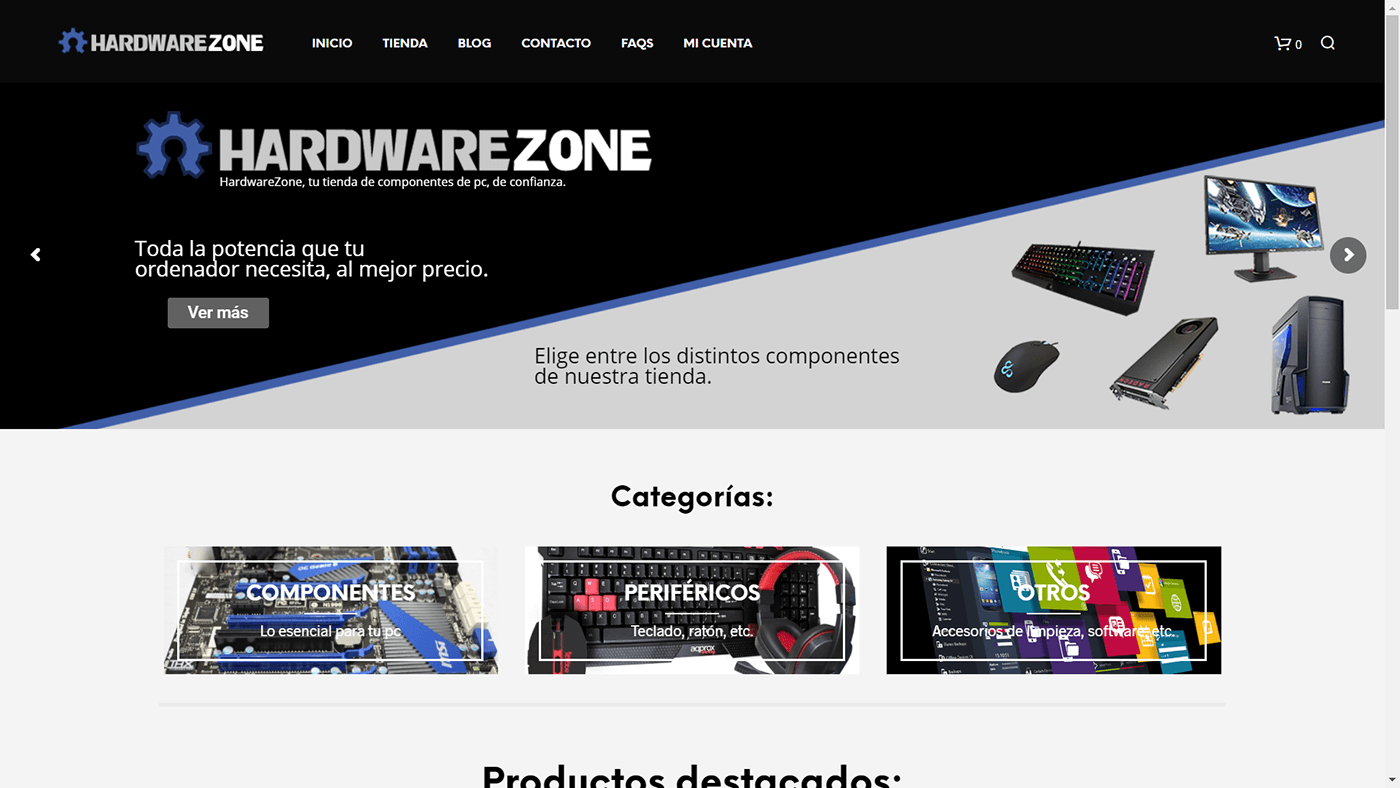 HARDWAREZONE
INICIO TIENDA BLOG CONTACTO FAQS MI CUENTA 0
HARDWAREZONE
HardwareZone, tu tienda de componentes de pc, de confianza.
Toda la potencia que tu
ordenador necesita, al mejor precio.
Ver más
Elige entre los distintos componentes
de nuestra tienda.
RADEON
Categorías:
COMPONENTES
Lo esencial para tu pc
msi
PERIFÉRICOS
Teclado, ratón, etc.
aqprox
OTROS
Accesorios de limpieza, software, etc.
Productos destacados: